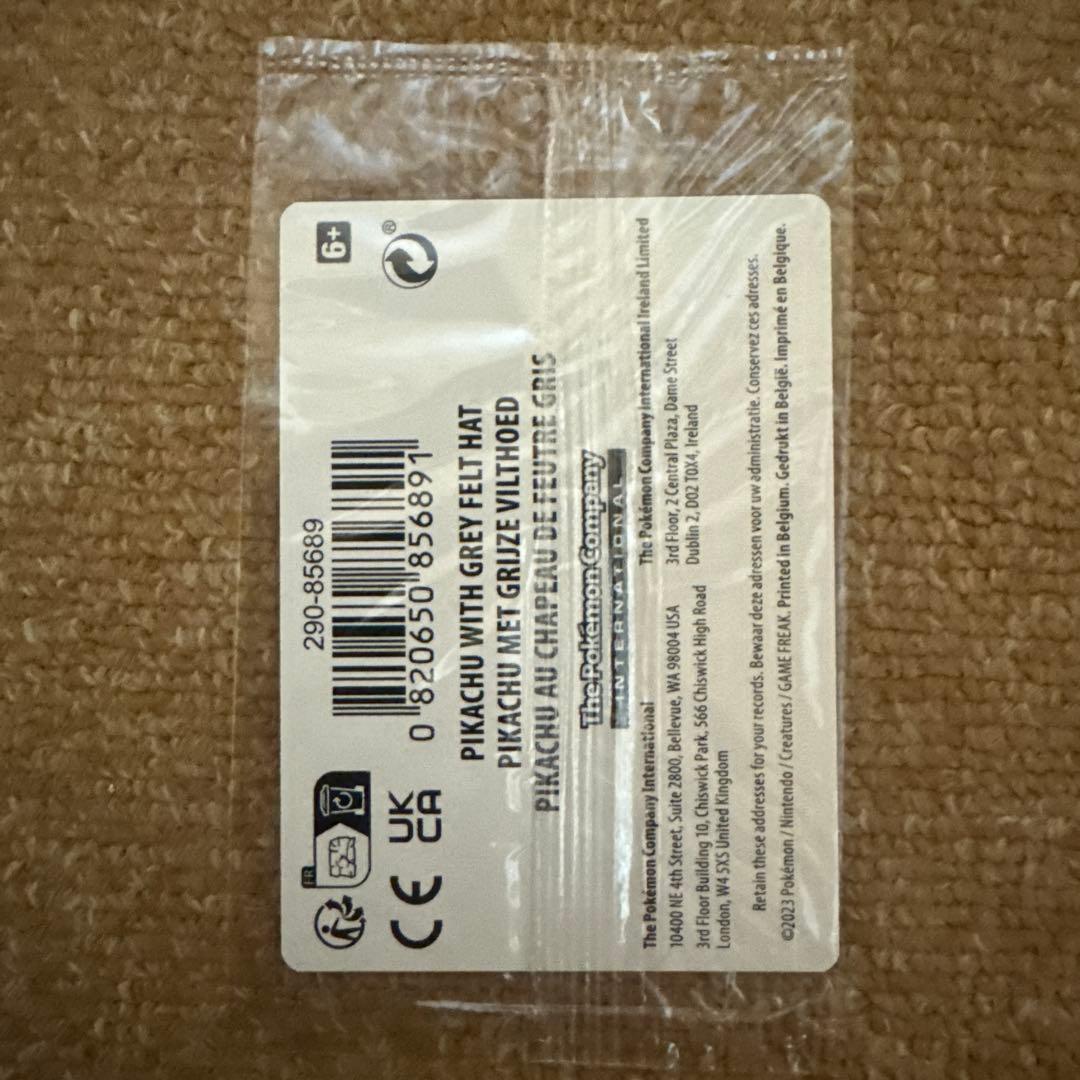 290-85689
0 820650 856891
FR
CE
UK
CA
6+
®
PIKACHU WITH GREY FELT HAT
PIKACHU MET GRIJZE VILTHOED
PIKACHU AU CHAPEAU DE FEUTRE GRIS
The Pokémon Company
INTERNATIONAL
The Pokémon Company International
10400 NE 4th Street, Suite 2800, Bellevue, WA 98004 USA
3rd Floor Building 10, Chiswick Park, 566 Chiswick High Road
London, W4 5XS United Kingdom
The Pokémon Company International Ireland Limited
3rd Floor, 2 Central Plaza, Dame Street
Dublin 2, D02 T0X4, Ireland
Retain these addresses for your records. Bewaar deze adressen voor uw administratie. Conservez ces adresses.
©2023 Pokémon / Nintendo / Creatures / GAME FREAK. Printed in Belgium. Gedrukt in België. Imprimé en Belgique.